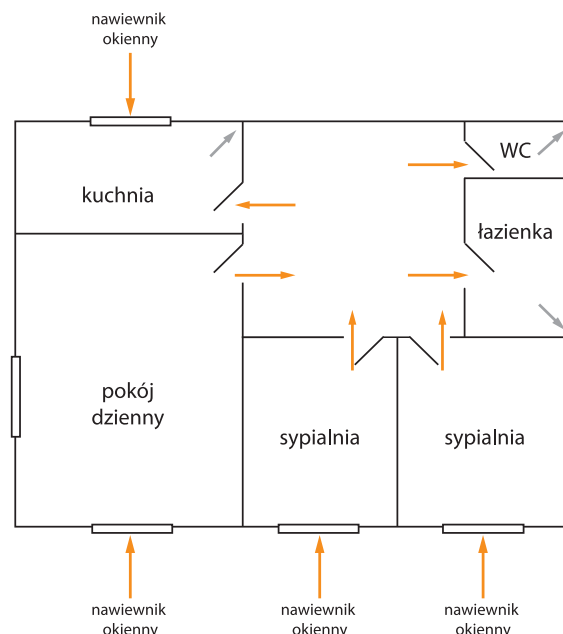 nawiewnik
okienny
kuchnia
WC
łazienka
pokój
dzienny
sypialnia
sypialnia
nawiewnik
okienny
nawiewnik
okienny
nawiewnik
okienny